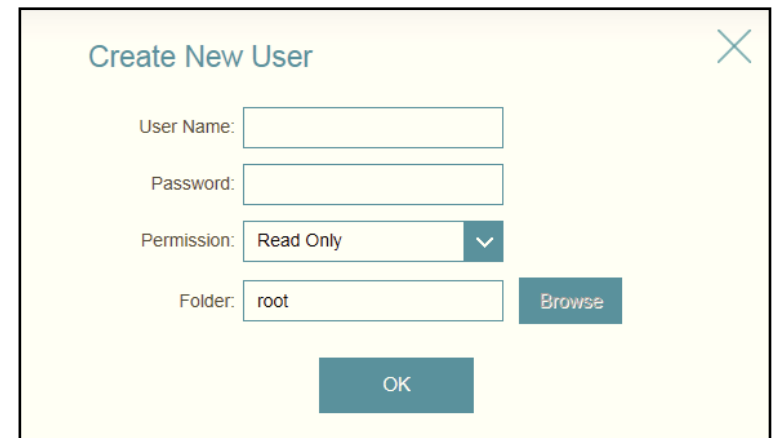 Create New User
User Name:
Password:
Permission: Read Only
Folder: root Browse
OK